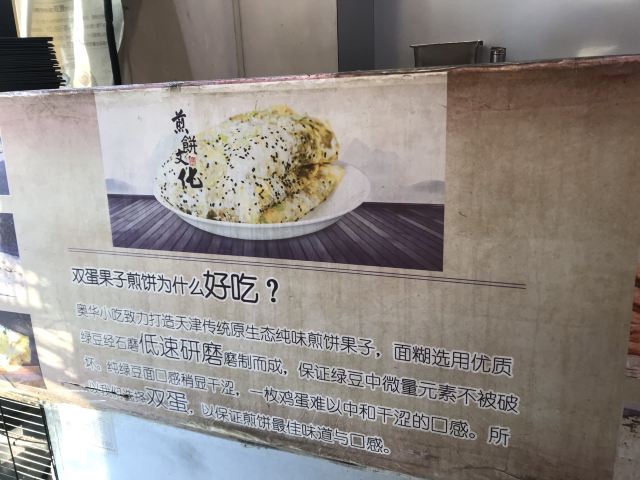 煎餅文化
双蛋果子煎饼为什么好吃？
奥华小吃致力打造天津传统原生态纯味煎饼果子，面糊选用优质
绿豆经石磨低速研磨磨制而成，保证绿豆中微量元素不被破
坏。纯绿豆面口感稍显干涩，一枚鸡蛋难以中和干涩的口感。所
以我们选择双蛋，以保证煎饼最佳味道与口感。